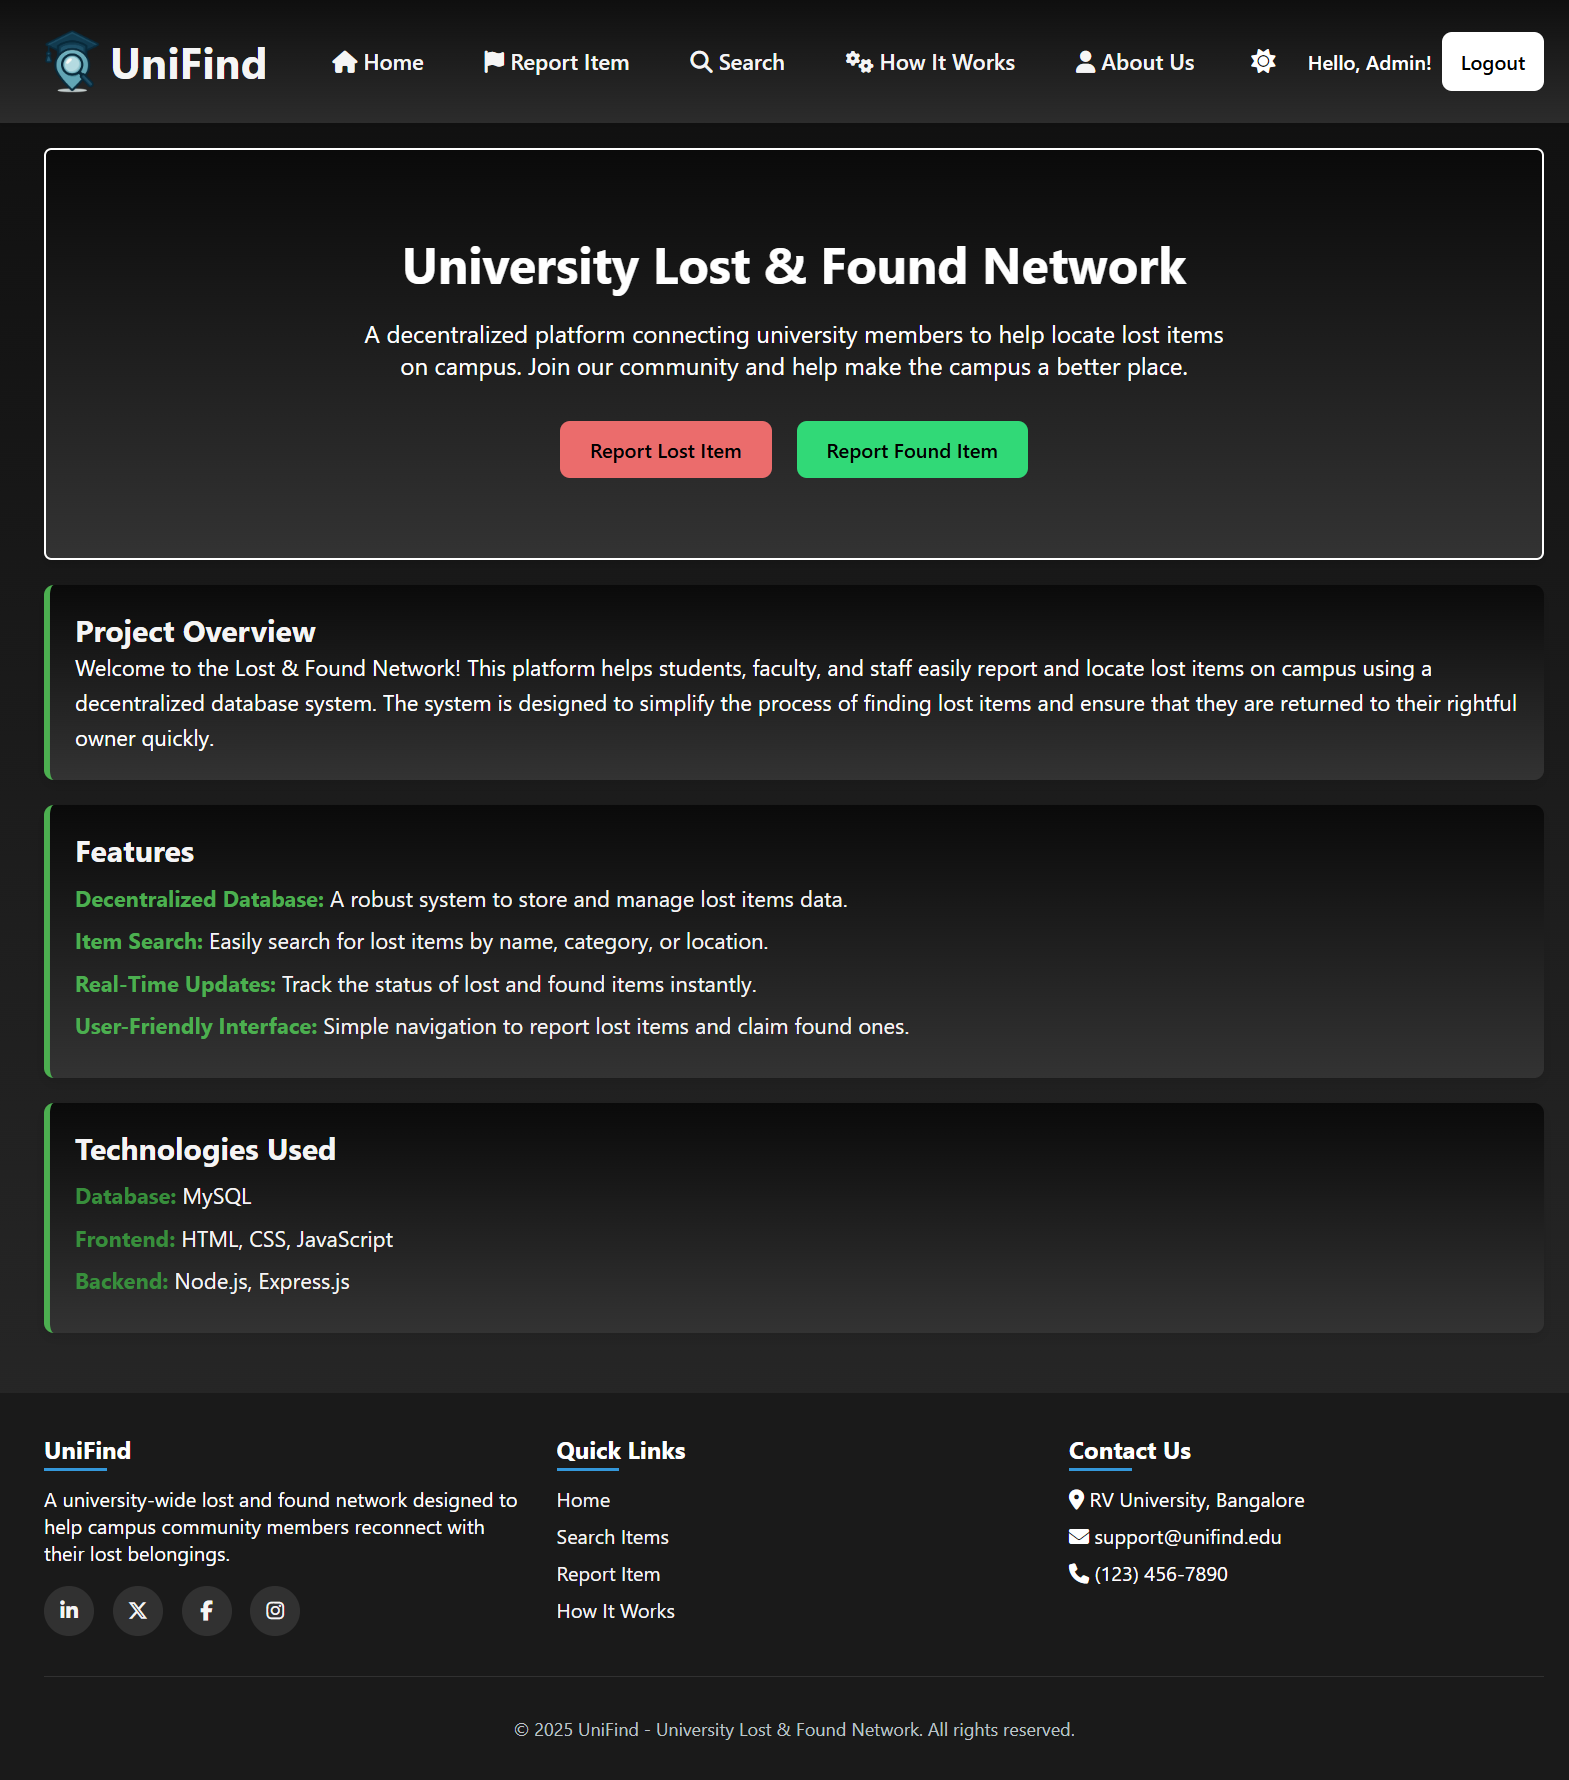 UniFind
Home
Report Item
Search
How It Works
About Us
Hello, Admin!
Logout
University Lost & Found Network
A decentralized platform connecting university members to help locate lost items
on campus. Join our community and help make the campus a better place.
Report Lost Item
Report Found Item
Project Overview
Welcome to the Lost & Found Network! This platform helps students, faculty, and staff easily report and locate lost items on campus using a
decentralized database system. The system is designed to simplify the process of finding lost items and ensure that they are returned to their rightful
owner quickly.
Features
Decentralized Database: A robust system to store and manage lost items data.
Item Search: Easily search for lost items by name, category, or location.
Real-Time Updates: Track the status of lost and found items instantly.
User-Friendly Interface: Simple navigation to report lost items and claim found ones.
Technologies Used
Database: MySQL
Frontend: HTML, CSS, JavaScript
Backend: Node.js, Express.js
UniFind
A university-wide lost and found network designed to
help campus community members reconnect with
their lost belongings.
Quick Links
Home
Search Items
Report Item
How It Works
Contact Us
RV University, Bangalore
support@unifind.edu
(123) 456-7890
© 2025 UniFind - University Lost & Found Network. All rights reserved.